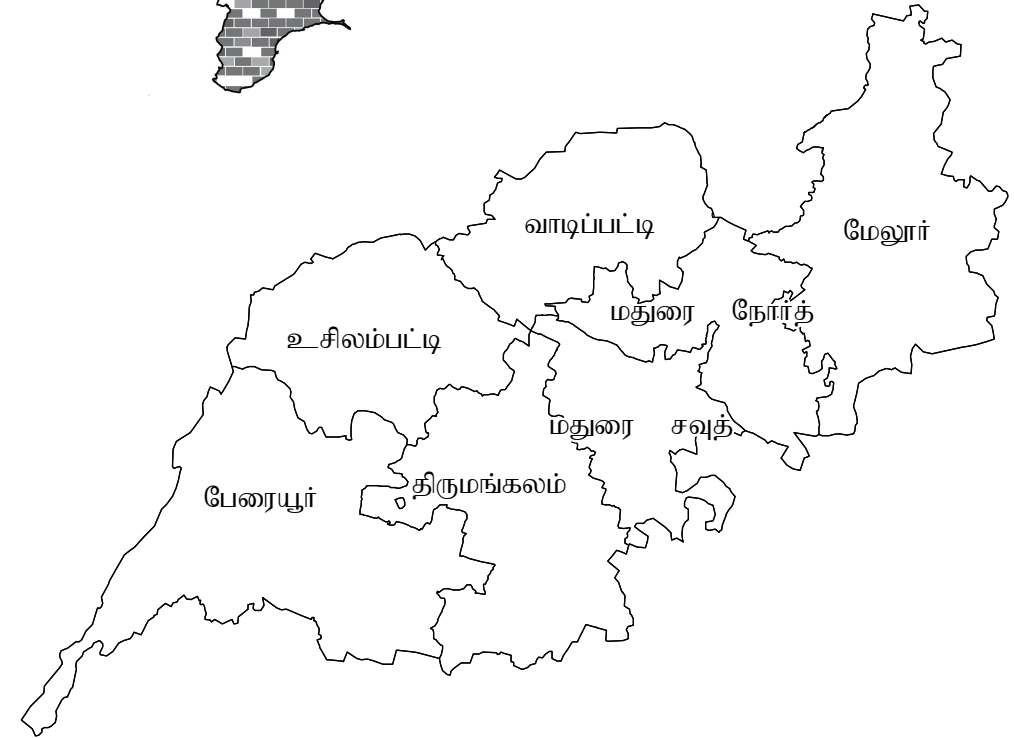 வாடிப்பட்டி
மேலூர்
மதுரை நோர்த்
உசிலம்பட்டி
மதுரை சவுத்
திருமங்கலம்
பேரையூர்